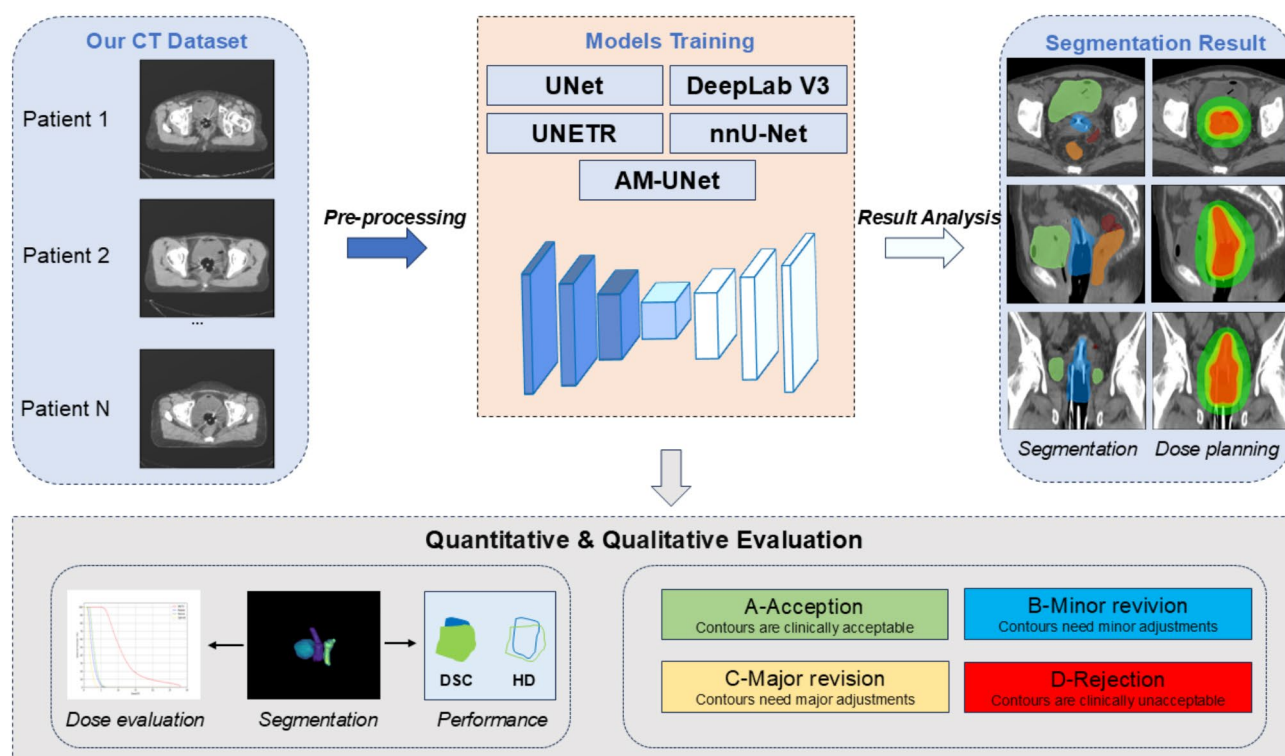 Our CT Dataset
Patient 1
Patient 2
...
Patient N
Pre-processing
Models Training
UNet
DeepLab V3
UNETR
nnU-Net
AM-UNet
Result Analysis
Segmentation Result
Segmentation
Dose planning
Quantitative & Qualitative Evaluation
Dose evaluation
Segmentation
DSC
HD
Performance
A-Acception
Contours are clinically acceptable
B-Minor revivion
Contours need minor adjustments
C-Major revision
Contours need major adjustments
D-Rejection
Contours are clinically unacceptable